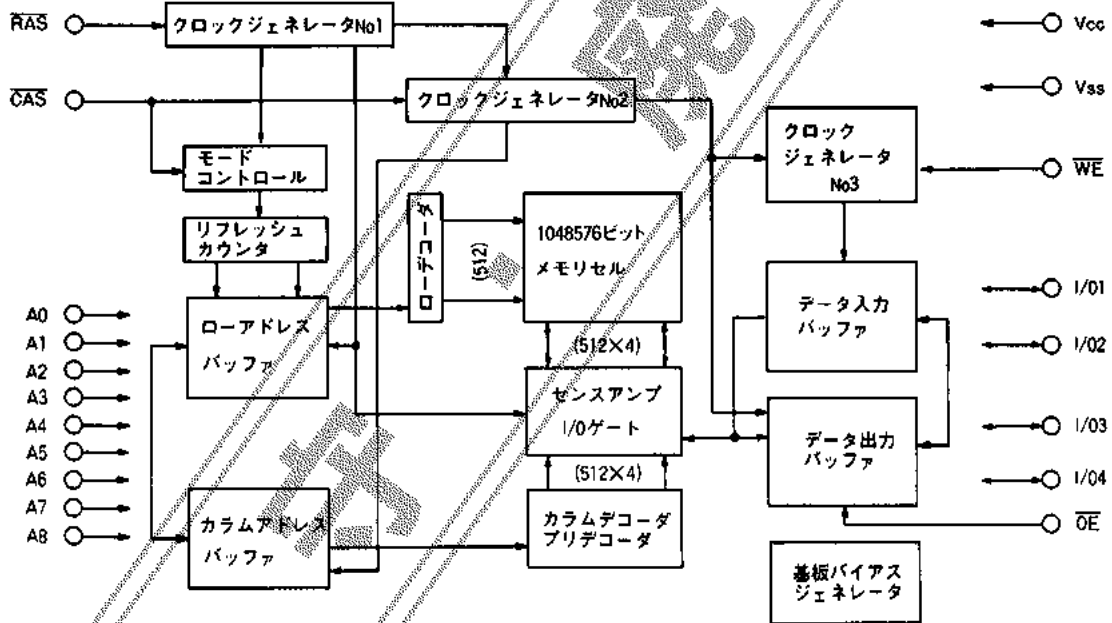 RAS
クロックジェネレータNo1
Vcc
CAS
クロックジェネレータNo2
Vss
クロック
ジェネレータ
No3
WE
モード
コントロール
リフレッシュ
カウンタ
ローデコーダ
(512)
1048576ビット
メモリセル
(512×4)
ローアドレス
バッファ
センスアンプ
I/Oゲート
(512×4)
データ入力
バッファ
データ出力
バッファ
I/O1
I/O2
I/O3
I/O4
OE
A0
A1
A2
A3
A4
A5
A6
A7
A8
カラムアドレス
バッファ
カラムデコーダ
プリデコーダ
基板バイアス
ジェネレータ